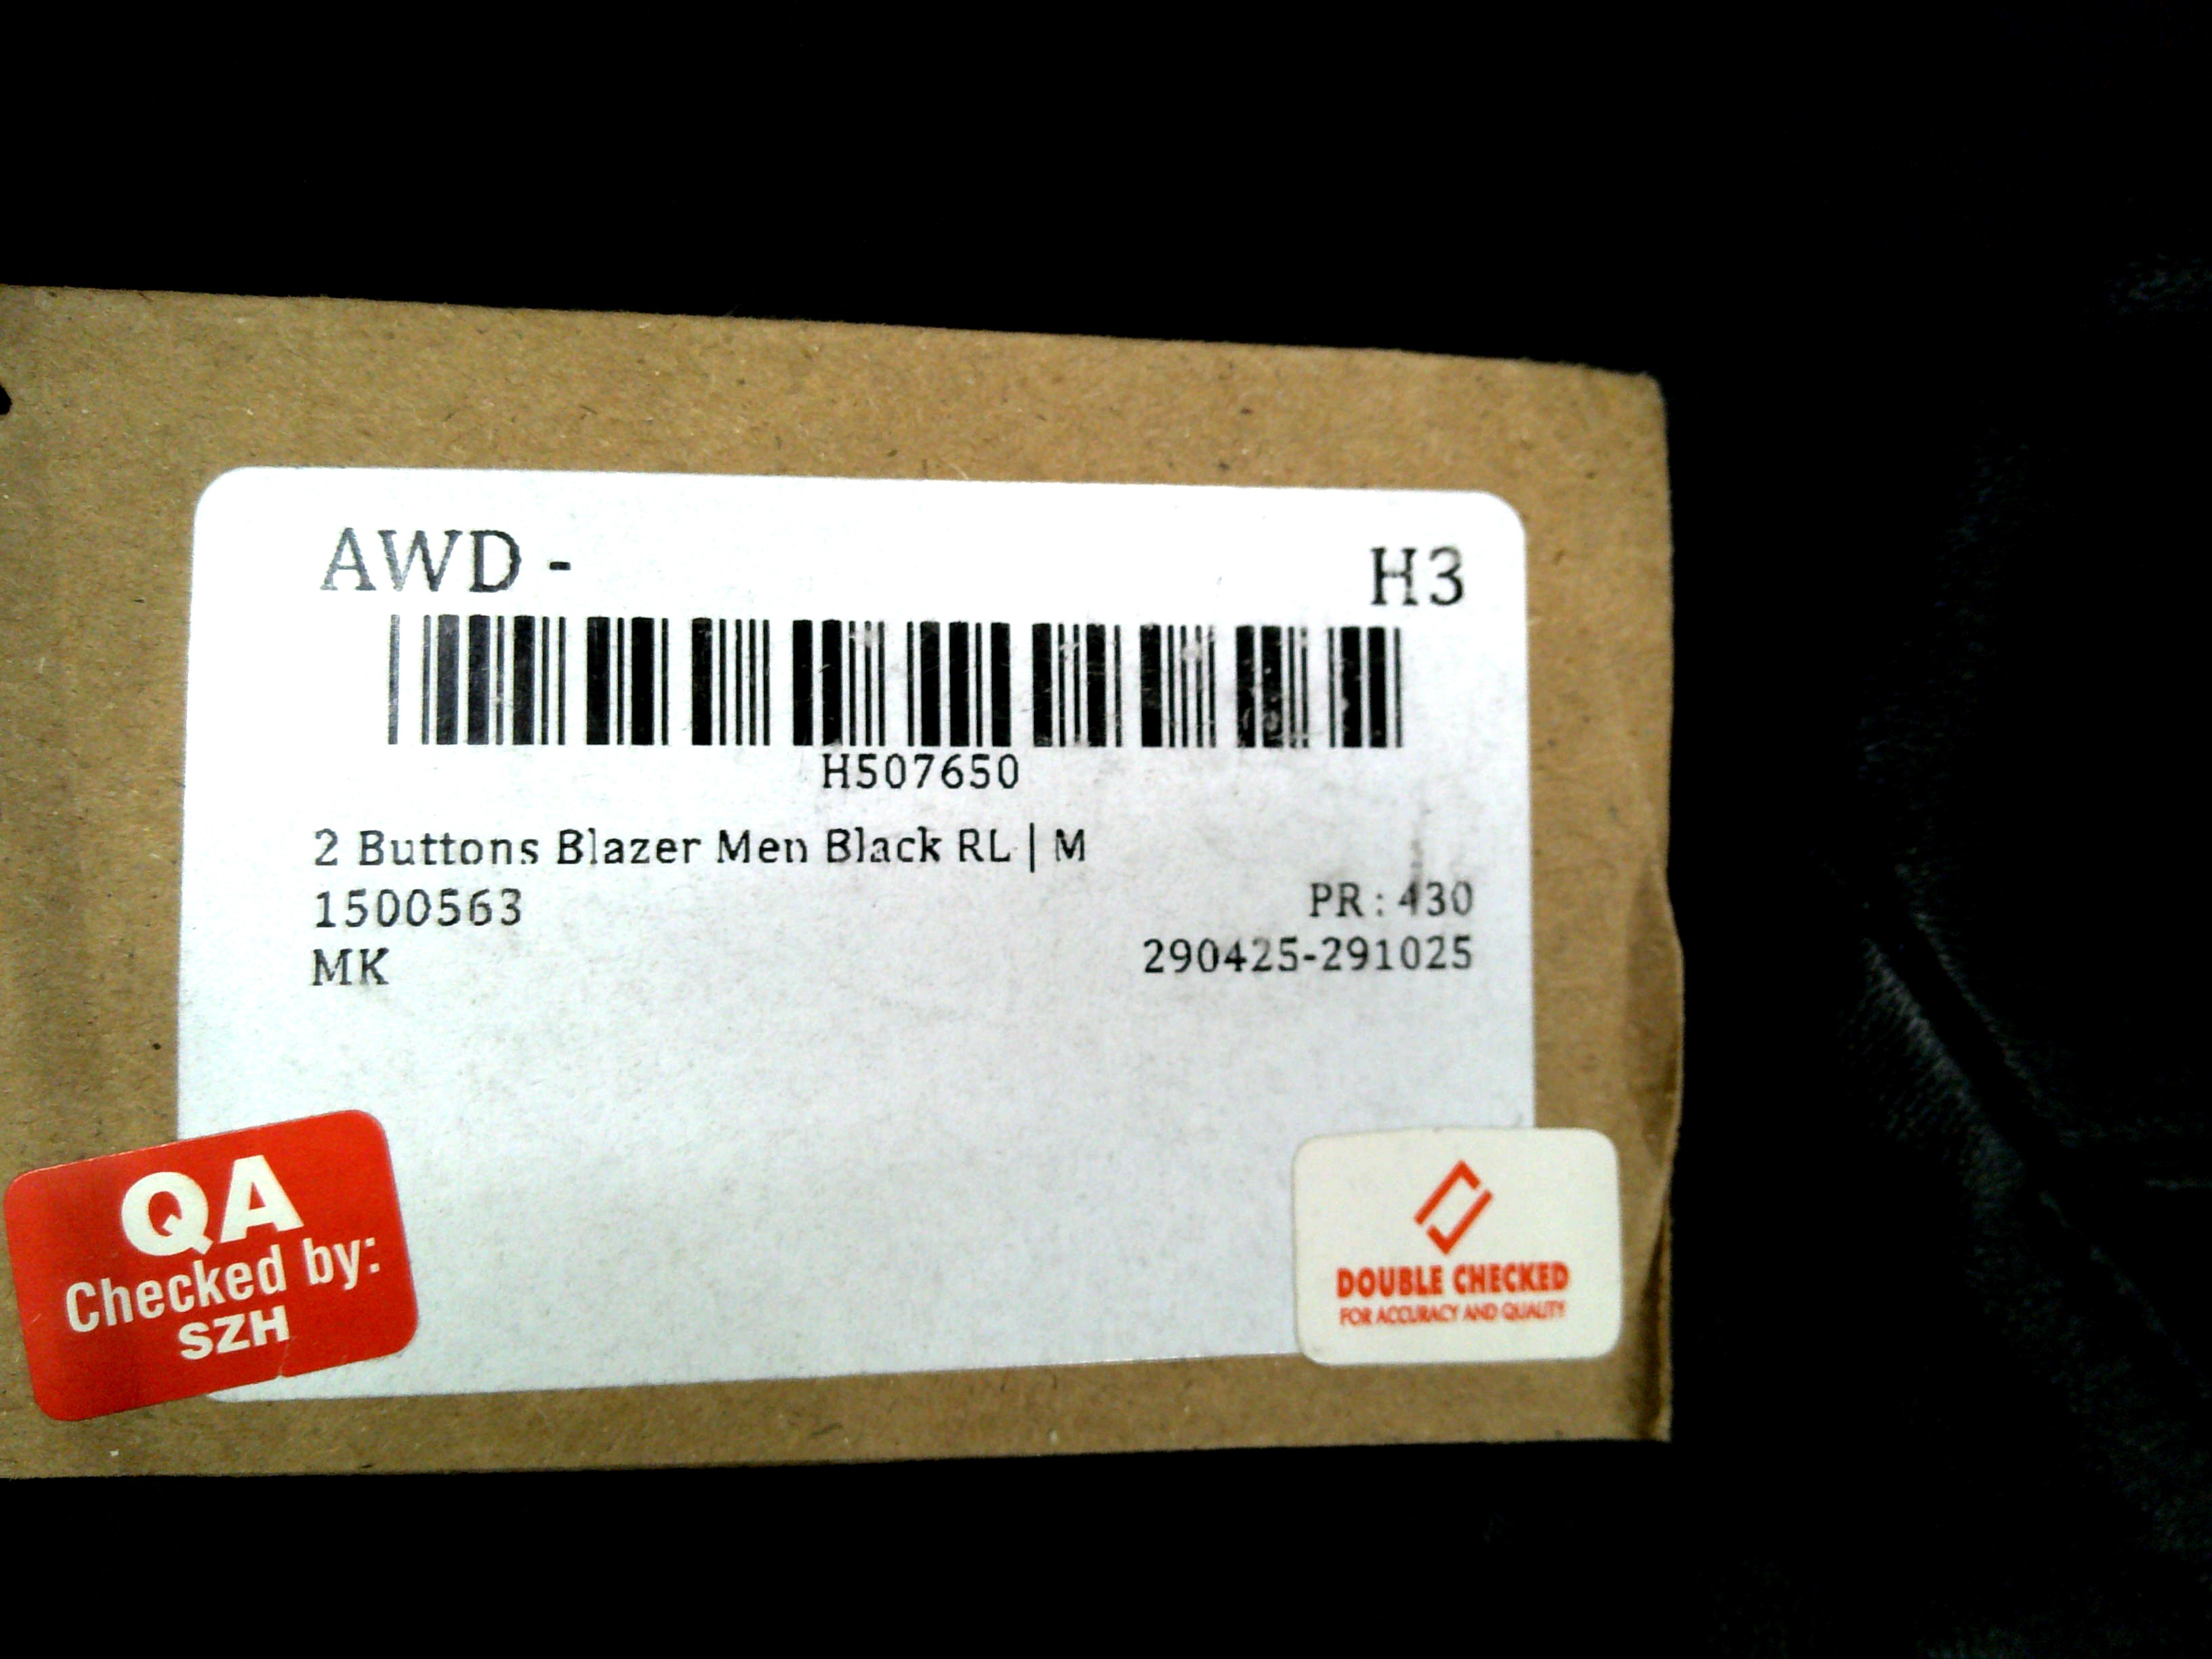 AWD - H3
H507650
2 Buttons Blazer Men Black RL | M
1500563 PR : 430
MK 290425-291025
QA
Checked by:
SZH
DOUBLE CHECKED
FOR ACCURACY AND QUALITY